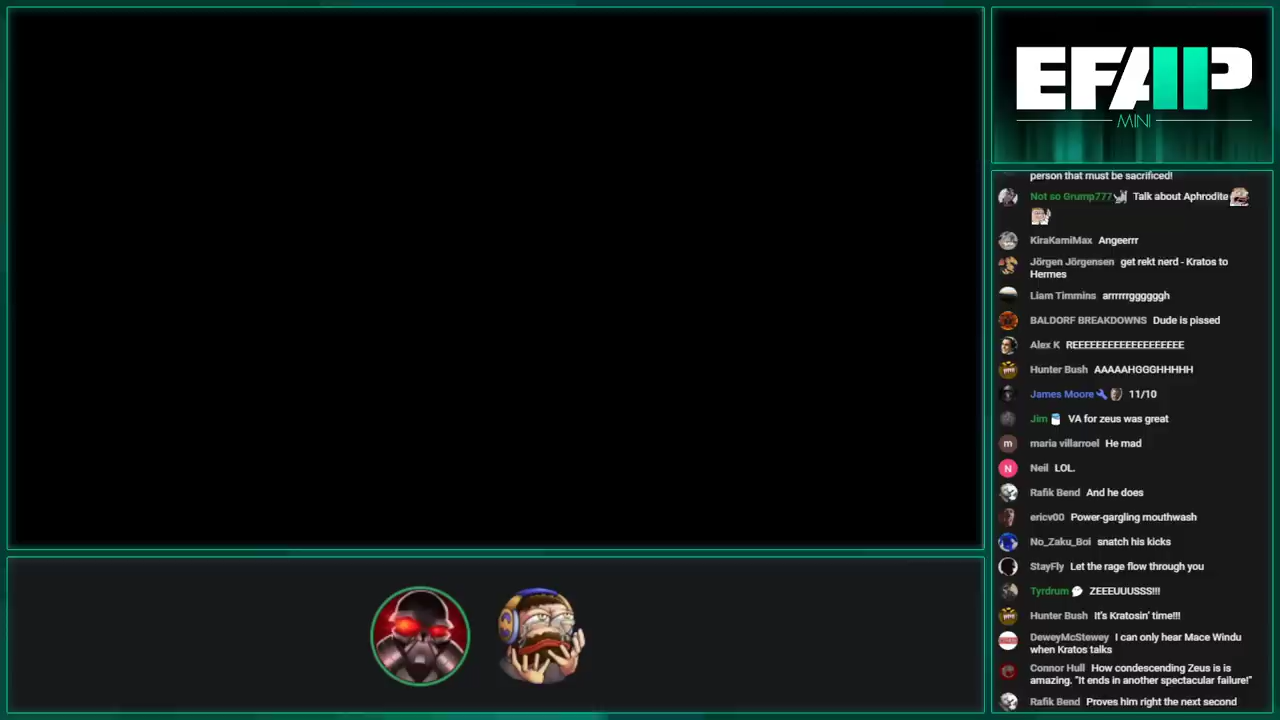 EFAP
MINI
person that must be sacrificed!
Not so Grump777 Talk about Aphrodite
KiraKamiMax Angeerrr
Jörgen Jörgensen get rekt nerd - Kratos to
Hermes
Liam Timmins arrrrrrggggggh
BALDORF BREAKDOWNS Dude is pissed
Alex K REEEEEEEEEEEEEEEEEEE
Hunter Bush AAAAAHGGGHHHHH
James Moore 11/10
Jim VA for zeus was great
m
maria villarroel He mad
N
Neil LOL.
Rafik Bend And he does
ericv00 Power-gargling mouthwash
No_Zaku_Boi snatch his kicks
StayFly Let the rage flow through you
Tyrdrum ZEEEUUUSSS!!!
Hunter Bush It's Kratosin' time!!!
DeweyMcStewey I can only hear Mace Windu
when Kratos talks
Connor Hull How condescending Zeus is is
amazing. "It ends in another spectacular failure!"
Rafik Bend Proves him right the next second